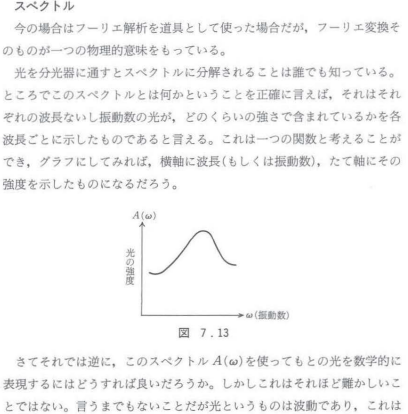 スペクトル
今の場合はフーリエ解析を道具として使った場合だが，フーリエ変換そ
のものが一つの物理的意味をもっている。
光を分光器に通すとスペクトルに分解されることは誰でも知っている。
ところでこのスペクトルとは何かということを正確に言えば，それはそれ
ぞれの波長ないし振動数の光が，どのくらいの強さで含まれているかを各
波長ごとに示したものであると言える。これは一つの関数と考えることが
でき，グラフにしてみれば，横軸に波長(もしくは振動数)，たて軸にその
強度を示したものになるだろう。
A(ω)
光の強度
ω(振動数)
図 7.13
さてそれでは逆に，このスペクトル A(ω)を使ってもとの光を数学的に
表現するにはどうすれば良いだろうか。しかしこれはそれほど難かしいこ
とではない。言うまでもないことだが光というものは波動であり，これは